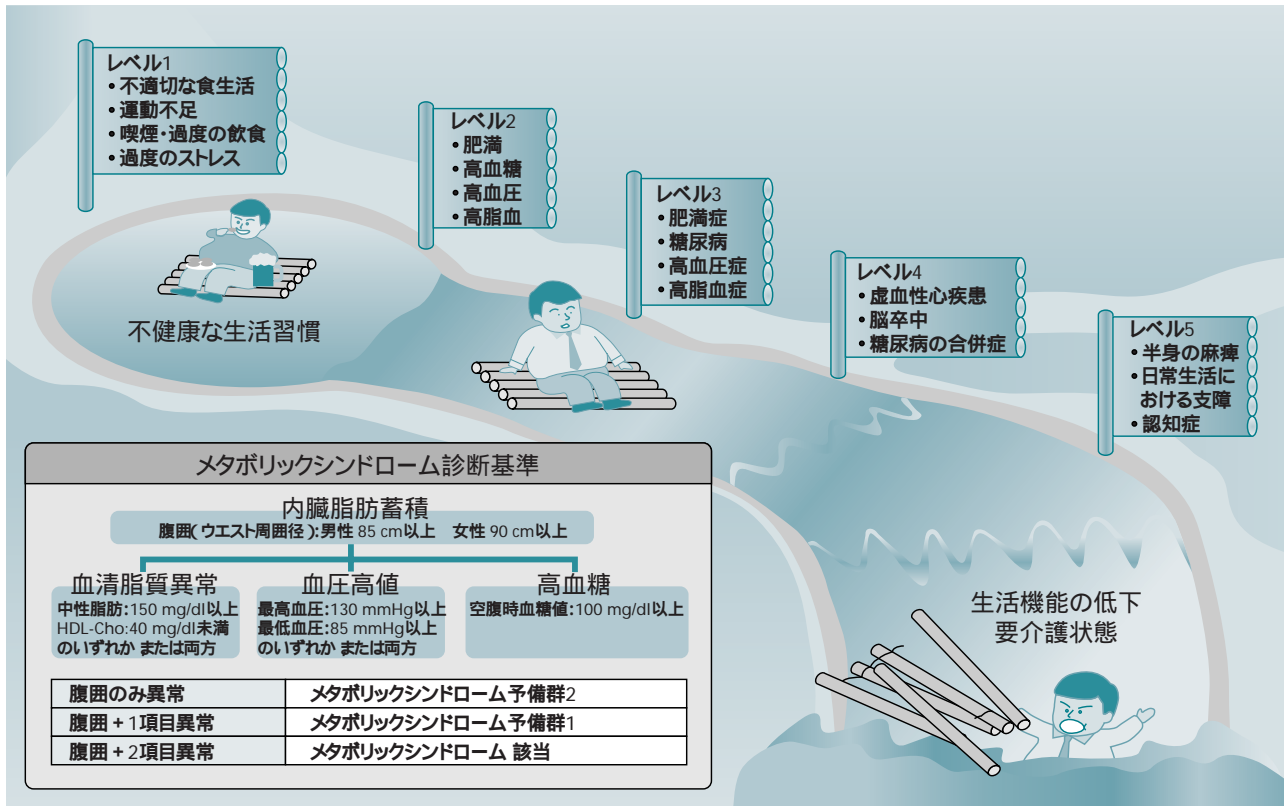 レベル1
•不適切な食生活
•運動不足
•喫煙・過度の飲食
•過度のストレス
レベル2
•肥満
•高血糖
•高血圧
•高脂血
レベル3
•肥満症
•糖尿病
•高血圧症
•高脂血症
レベル4
•虚血性心疾患
•脳卒中
•糖尿病の合併症
レベル5
•半身の麻痺
•日常生活に
おける支障
•認知症
不健康な生活習慣
生活機能の低下
要介護状態
メタボリックシンドローム診断基準
内臓脂肪蓄積
腹囲(ウエスト周囲径):男性 85 cm以上 女性 90 cm以上
血清脂質異常
中性脂肪:150 mg/dl以上
HDL-Cho:40 mg/dl未満
のいずれか または両方
血圧高値
最高血圧:130 mmHg以上
最低血圧:85 mmHg以上
のいずれか または両方
高血糖
空腹時血糖値:100 mg/dl以上
腹囲のみ異常 メタボリックシンドローム予備群2
腹囲 + 1項目異常 メタボリックシンドローム予備群1
腹囲 + 2項目異常 メタボリックシンドローム 該当